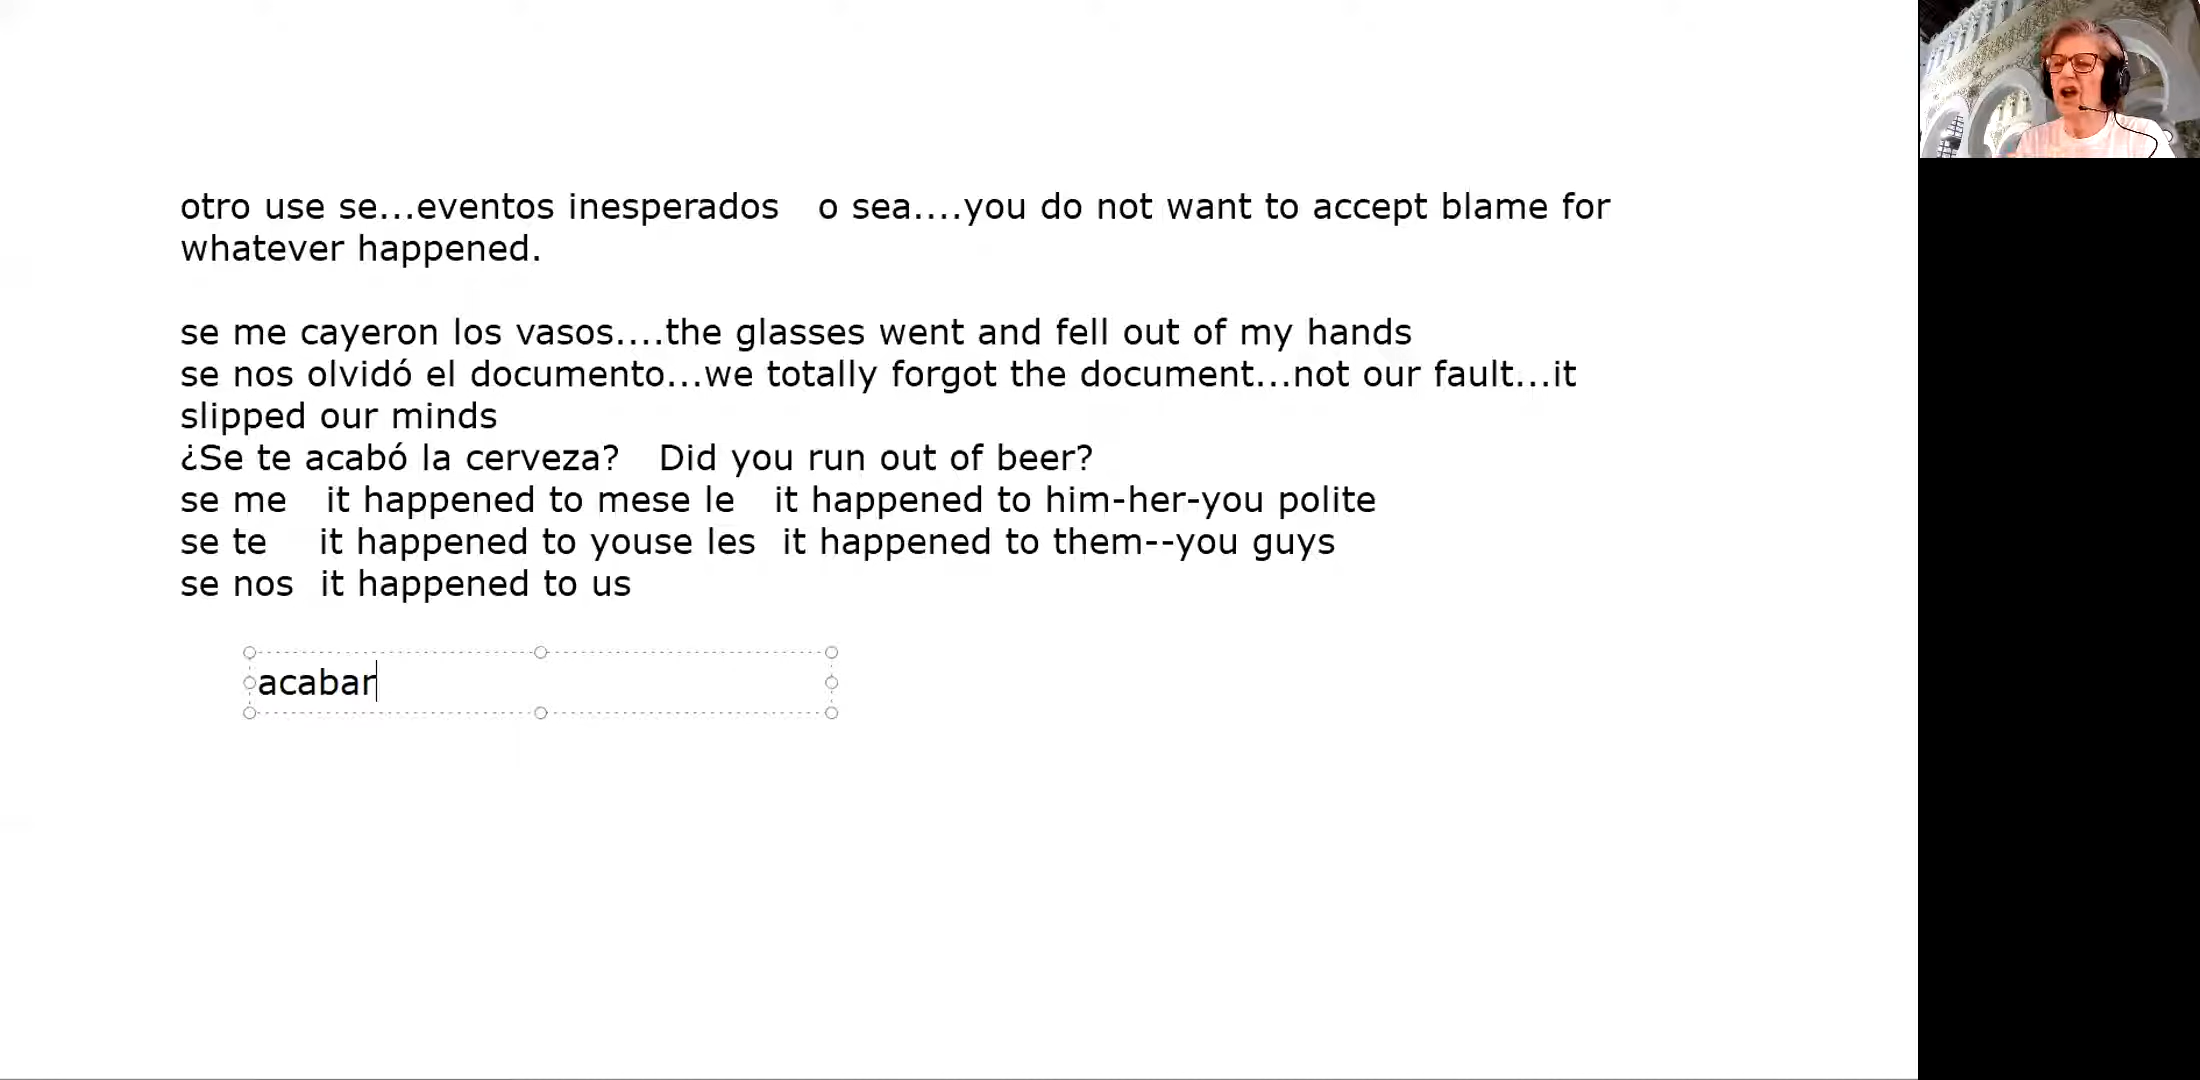 otro use se...eventos inesperados o sea....you do not want to accept blame for
whatever happened.
se me cayeron los vasos....the glasses went and fell out of my hands
se nos olvidó el documento...we totally forgot the document...not our fault...it
slipped our minds
¿Se te acabó la cerveza? Did you run out of beer?
se me it happened to mese le it happened to him-her-you polite
se te it happened to youse les it happened to them--you guys
se nos it happened to us
acabar